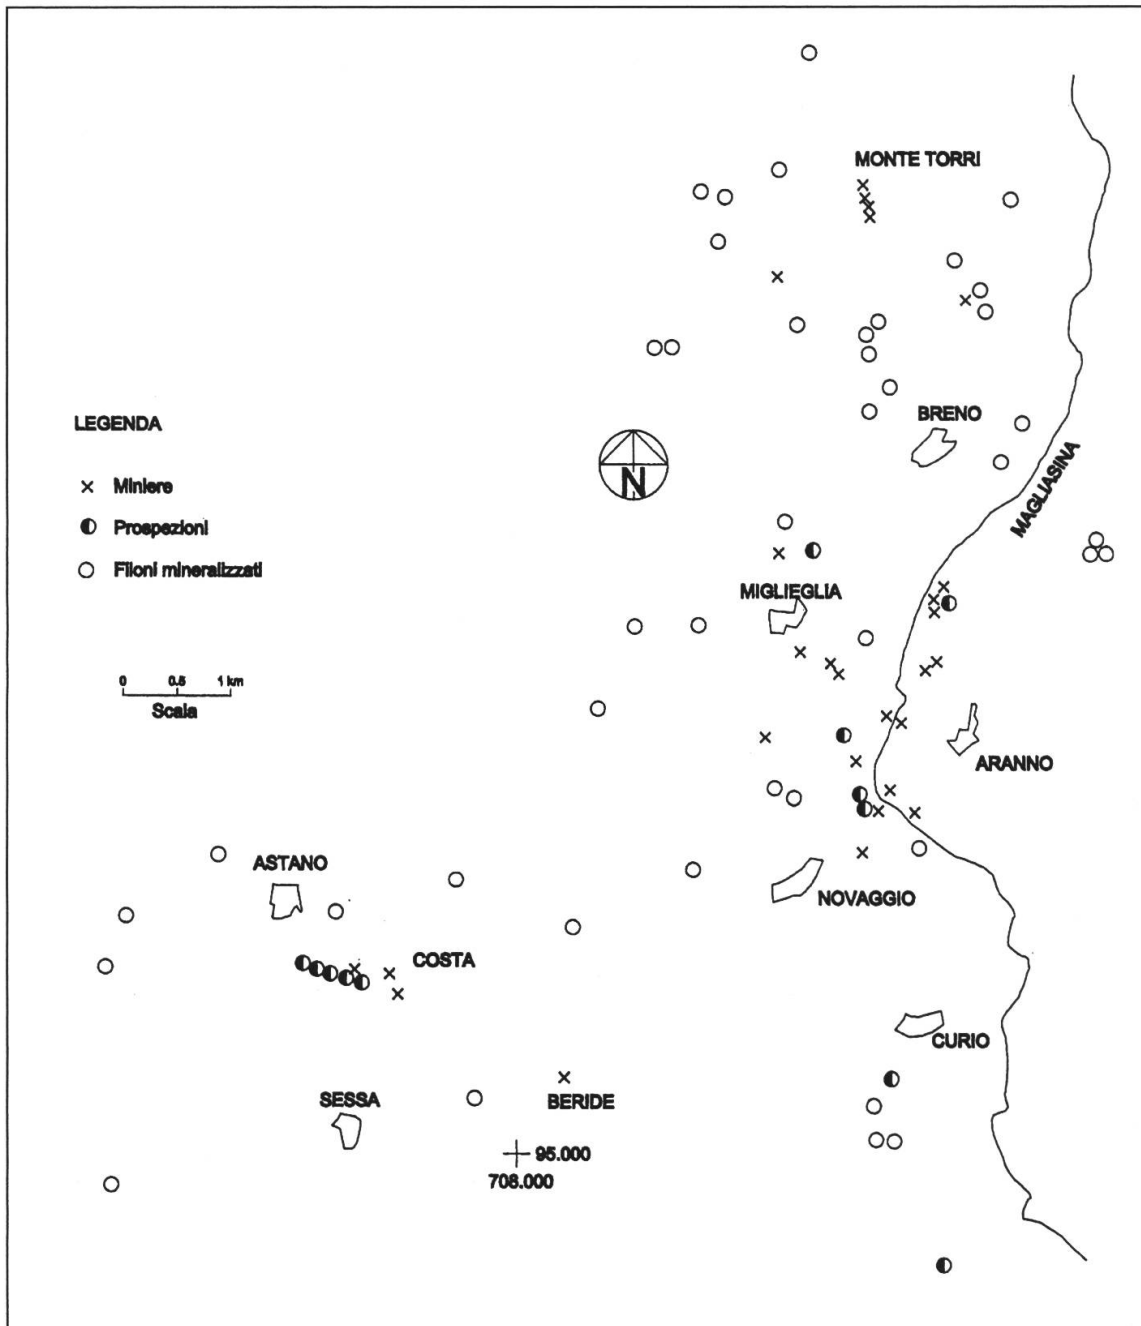 MONTE TORRI
LEGENDA
BRENO
Miniere
N
MAGLIASINA
Prospezioni
Filoni mineralizzati
MIGLIEGLIA
0 0.5 1 km
Scala
ARANNO
ASTANO
NOVAGGIO
COSTA
CURIO
SESSA
BERIDE
95.000
708.000